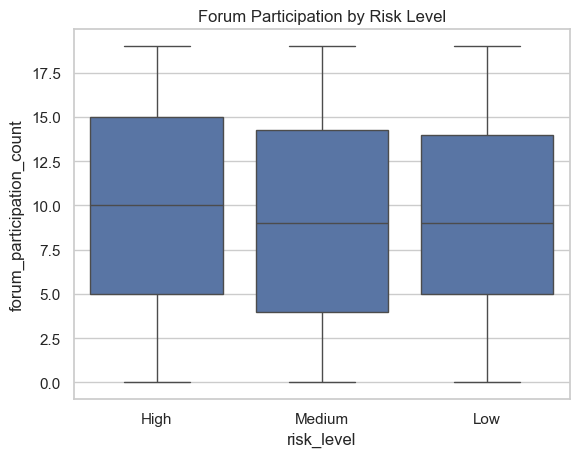 Forum Participation by Risk Level
forum_participation_count
17.5
15.0
12.5
10.0
7.5
5.0
2.5
0.0
High Medium Low
risk_level